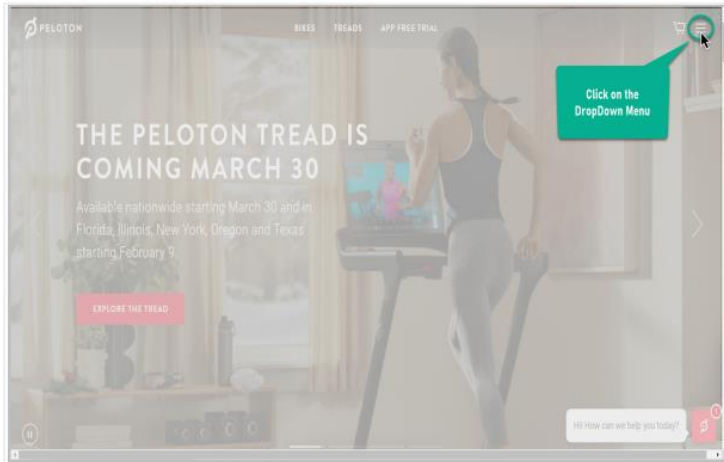 PELOTON
BIKES TREADS APP FREE TRIAL
Click on the
DropDown Menu
THE PELOTON TREAD IS
COMING MARCH 30
Available nationwide starting March 30 and in
Florida, Illinois, New York, Oregon and Texas
starting February 9.
EXPLORE THE TREAD
Hi! How can we help you today?
1